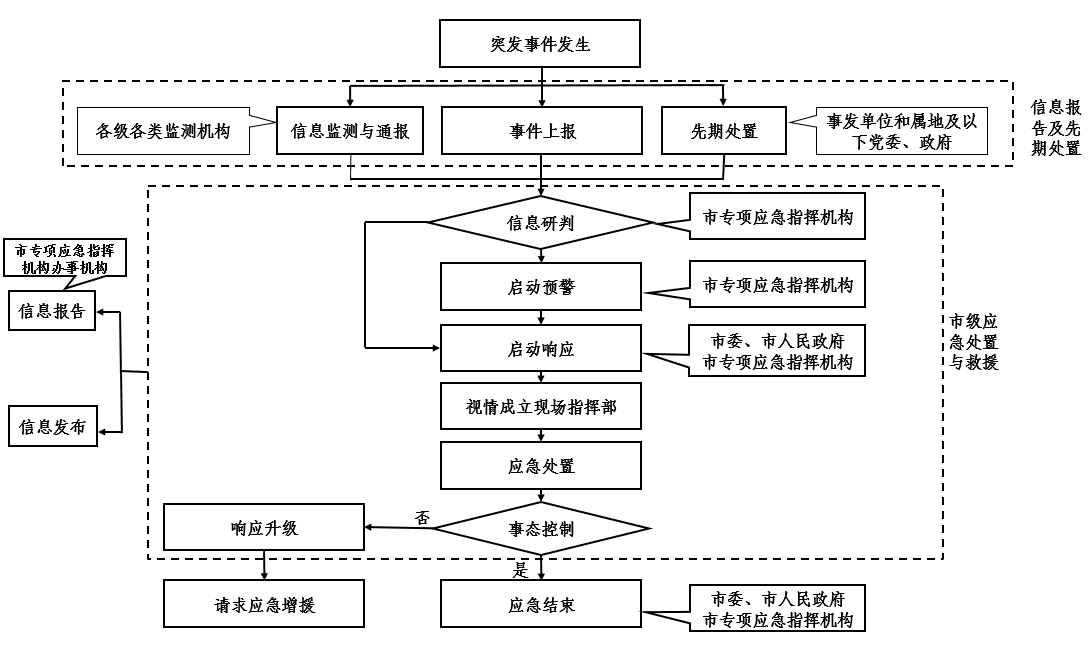 突发事件发生
各级各类监测机构
信息监测与通报
事件上报
先期处置
事发单位和属地及以
下党委、政府
信息报
告及先
期处置
信息研判
市专项应急指挥机构
市专项应急指挥
机构办事机构
启动预警
市专项应急指挥机构
信息报告
启动响应
市委、市人民政府
市专项应急指挥机构
市级应
急处置
与救援
视情成立现场指挥部
信息发布
应急处置
响应升级
否
事态控制
是
请求应急增援
应急结束
市委、市人民政府
市专项应急指挥机构